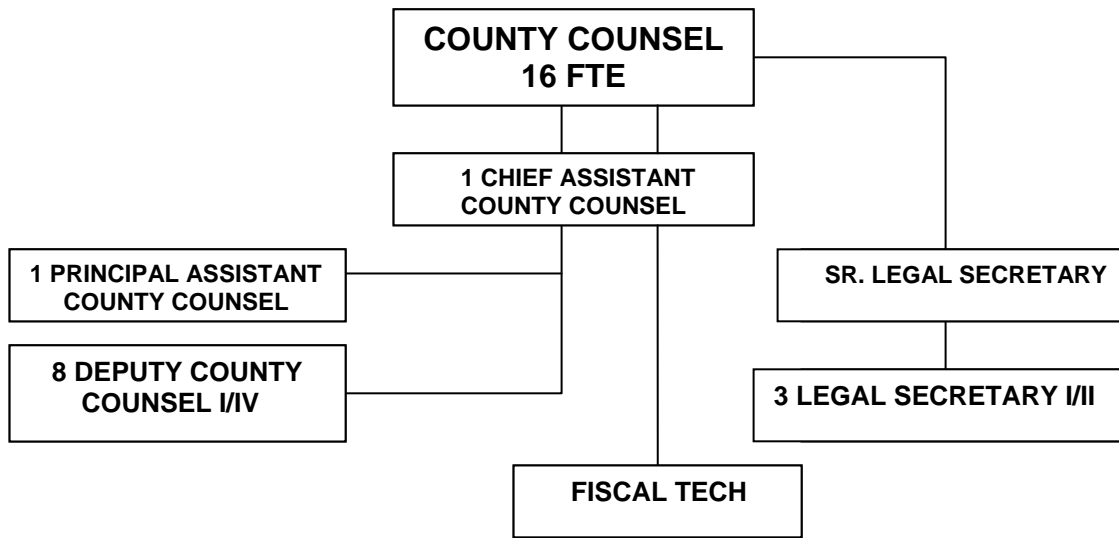 COUNTY COUNSEL
16 FTE
1 CHIEF ASSISTANT
COUNTY COUNSEL
1 PRINCIPAL ASSISTANT
COUNTY COUNSEL
SR. LEGAL SECRETARY
8 DEPUTY COUNTY
COUNSEL I/IV
3 LEGAL SECRETARY I/II
FISCAL TECH